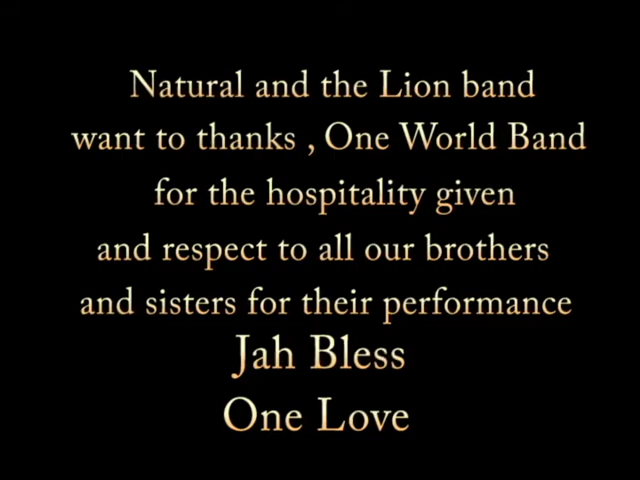 Natural and the Lion band
want to thanks , One World Band
for the hospitality given
and respect to all our brothers
and sisters for their performance
Jah Bless
One Love